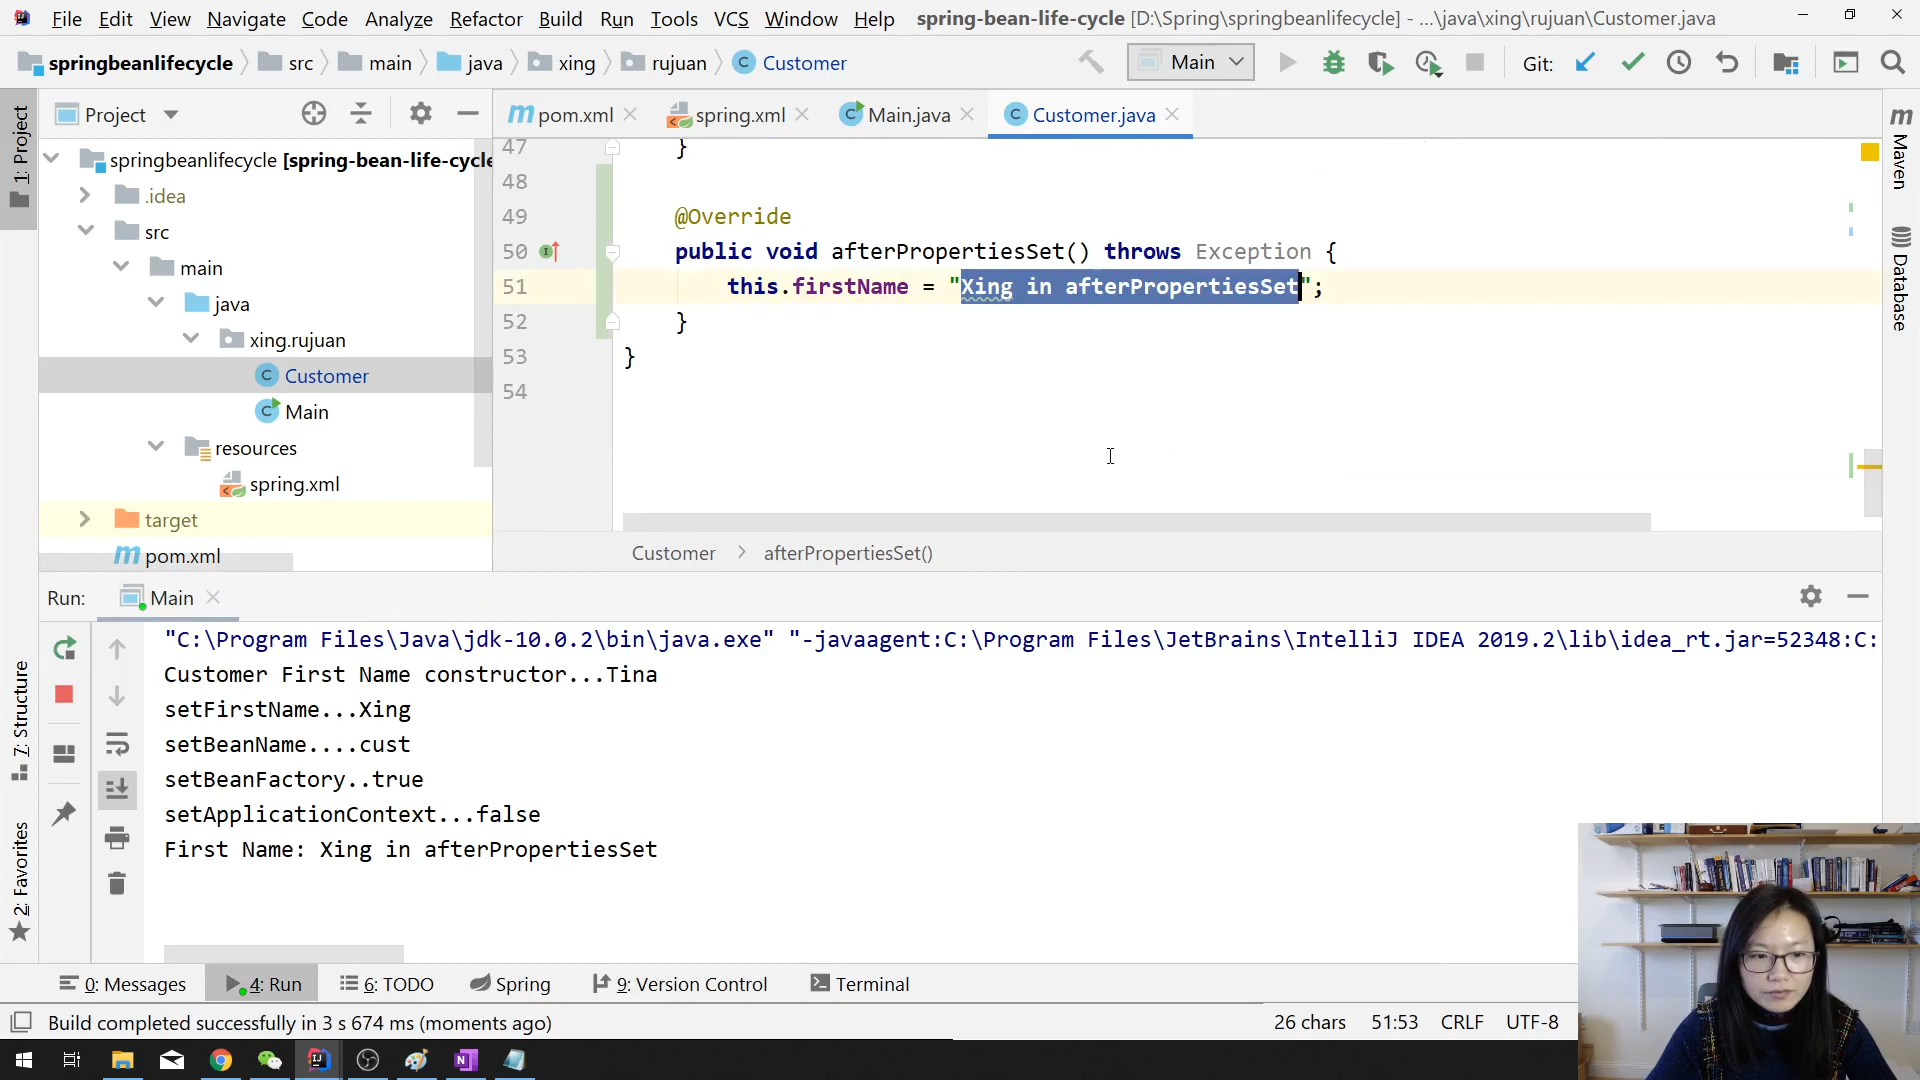 File Edit View Navigate Code Analyze Refactor Build Run Tools VCS Window Help spring-bean-life-cycle [D:\Spring\springbeanlifecycle] - ...\java\xing\rujuan\Customer.java
springbeanlifecycle src main java xing rujuan Customer Main Git:
Project pom.xml spring.xml Main.java Customer.java
1: Project
springbeanlifecycle [spring-bean-life-cycle
.idea
src
main
java
xing.rujuan
Customer
Main
resources
spring.xml
target
pom.xml
47 }
48
49 @Override
50 public void afterPropertiesSet() throws Exception {
51 this.firstName = "Xing in afterPropertiesSet";
52 }
53 }
54
Customer afterPropertiesSet()
Maven
Database
7: Structure
2: Favorites
Run: Main
"C:\Program Files\Java\jdk-10.0.2\bin\java.exe" "-javaagent:C:\Program Files\JetBrains\IntelliJ IDEA 2019.2\lib\idea_rt.jar=52348:C:
Customer First Name constructor...Tina
setFirstName...Xing
setBeanName....cust
setBeanFactory..true
setApplicationContext...false
First Name: Xing in afterPropertiesSet
0: Messages 4: Run 6: TODO Spring 9: Version Control Terminal
Build completed successfully in 3 s 674 ms (moments ago) 26 chars 51:53 CRLF UTF-8